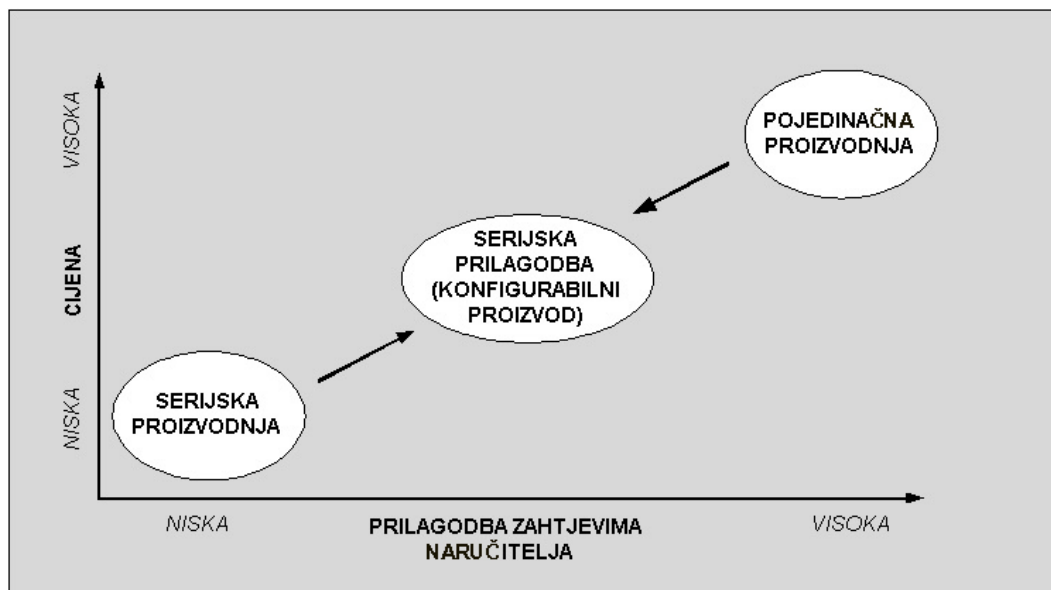 VISOKA
CIJENA
NISKA
POJEDINAČNA
PROIZVODNJA
SERIJSKA
PRILAGODBA
(KONFIGURABILNI
PROIZVOD)
SERIJSKA
PROIZVODNJA
NISKA
PRILAGODBA ZAHTJEVIMA
NARUČITELJA
VISOKA